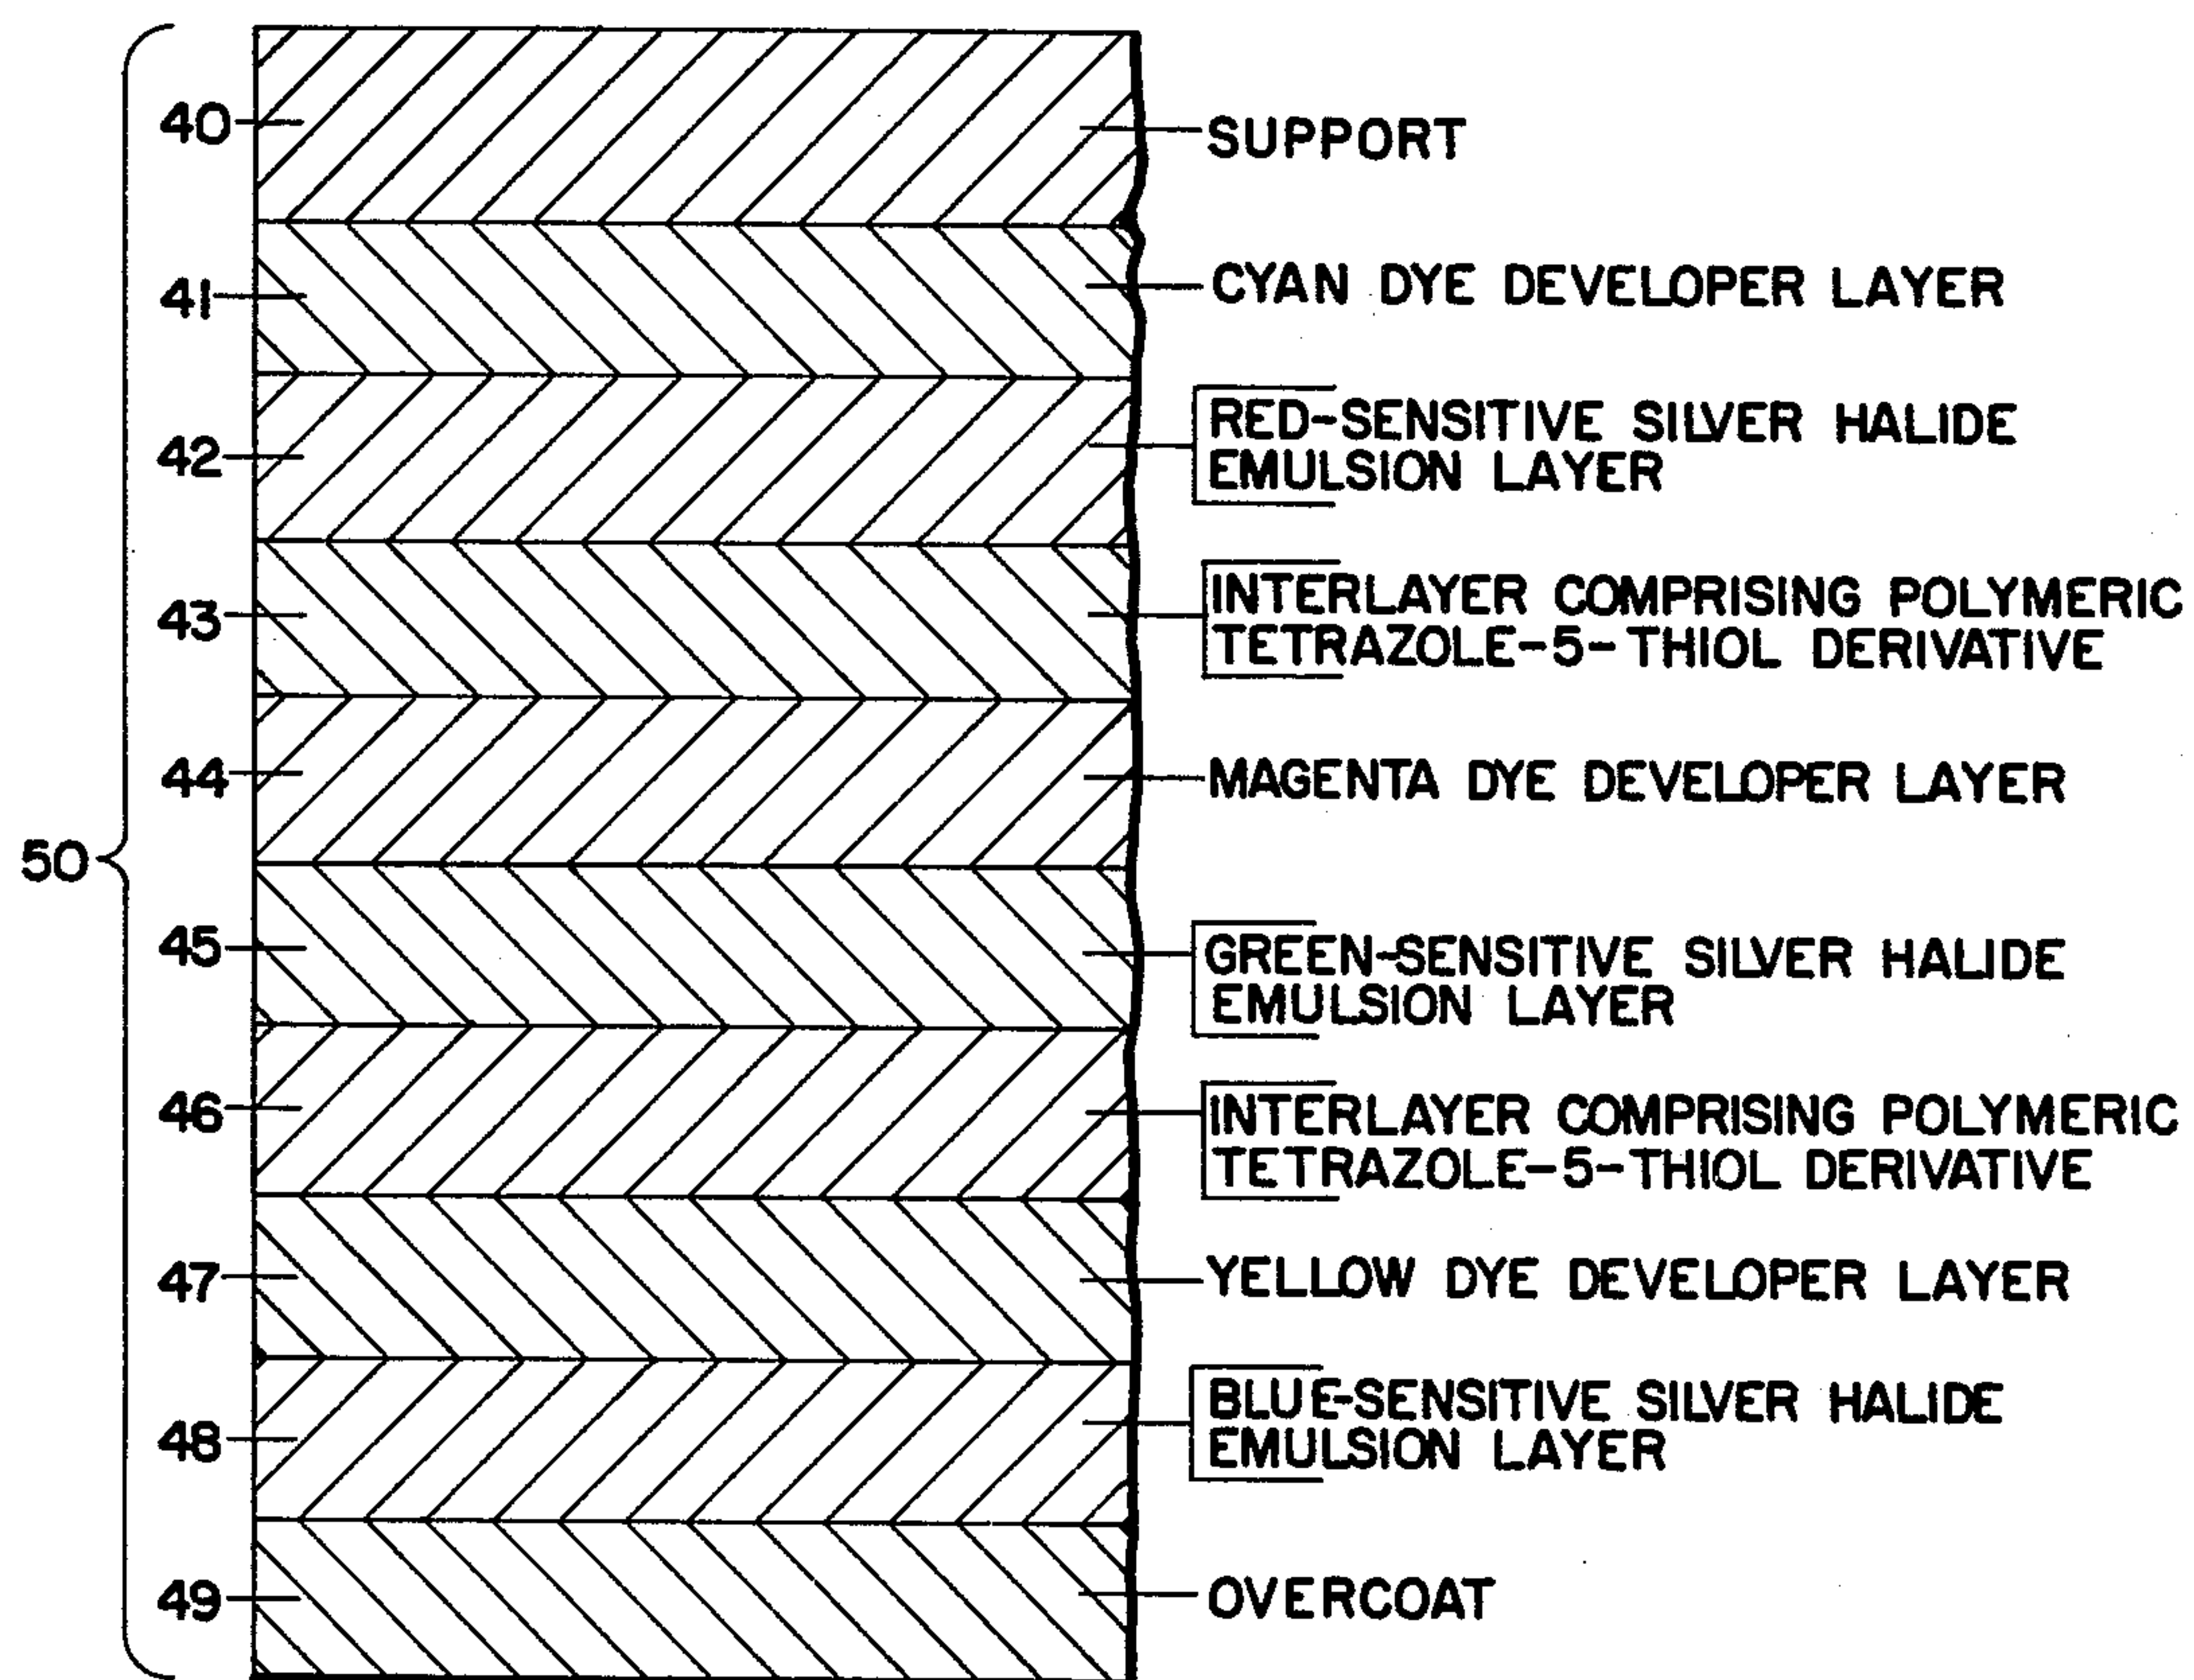 40
SUPPORT
41
CYAN DYE DEVELOPER LAYER
42
RED-SENSITIVE SILVER HALIDE
EMULSION LAYER
43
INTERLAYER COMPRISING POLYMERIC
TETRAZOLE-5-THIOL DERIVATIVE
44
MAGENTA DYE DEVELOPER LAYER
50
45
GREEN-SENSITIVE SILVER HALIDE
EMULSION LAYER
46
INTERLAYER COMPRISING POLYMERIC
TETRAZOLE-5-THIOL DERIVATIVE
47
YELLOW DYE DEVELOPER LAYER
48
BLUE-SENSITIVE SILVER HALIDE
EMULSION LAYER
49
OVERCOAT